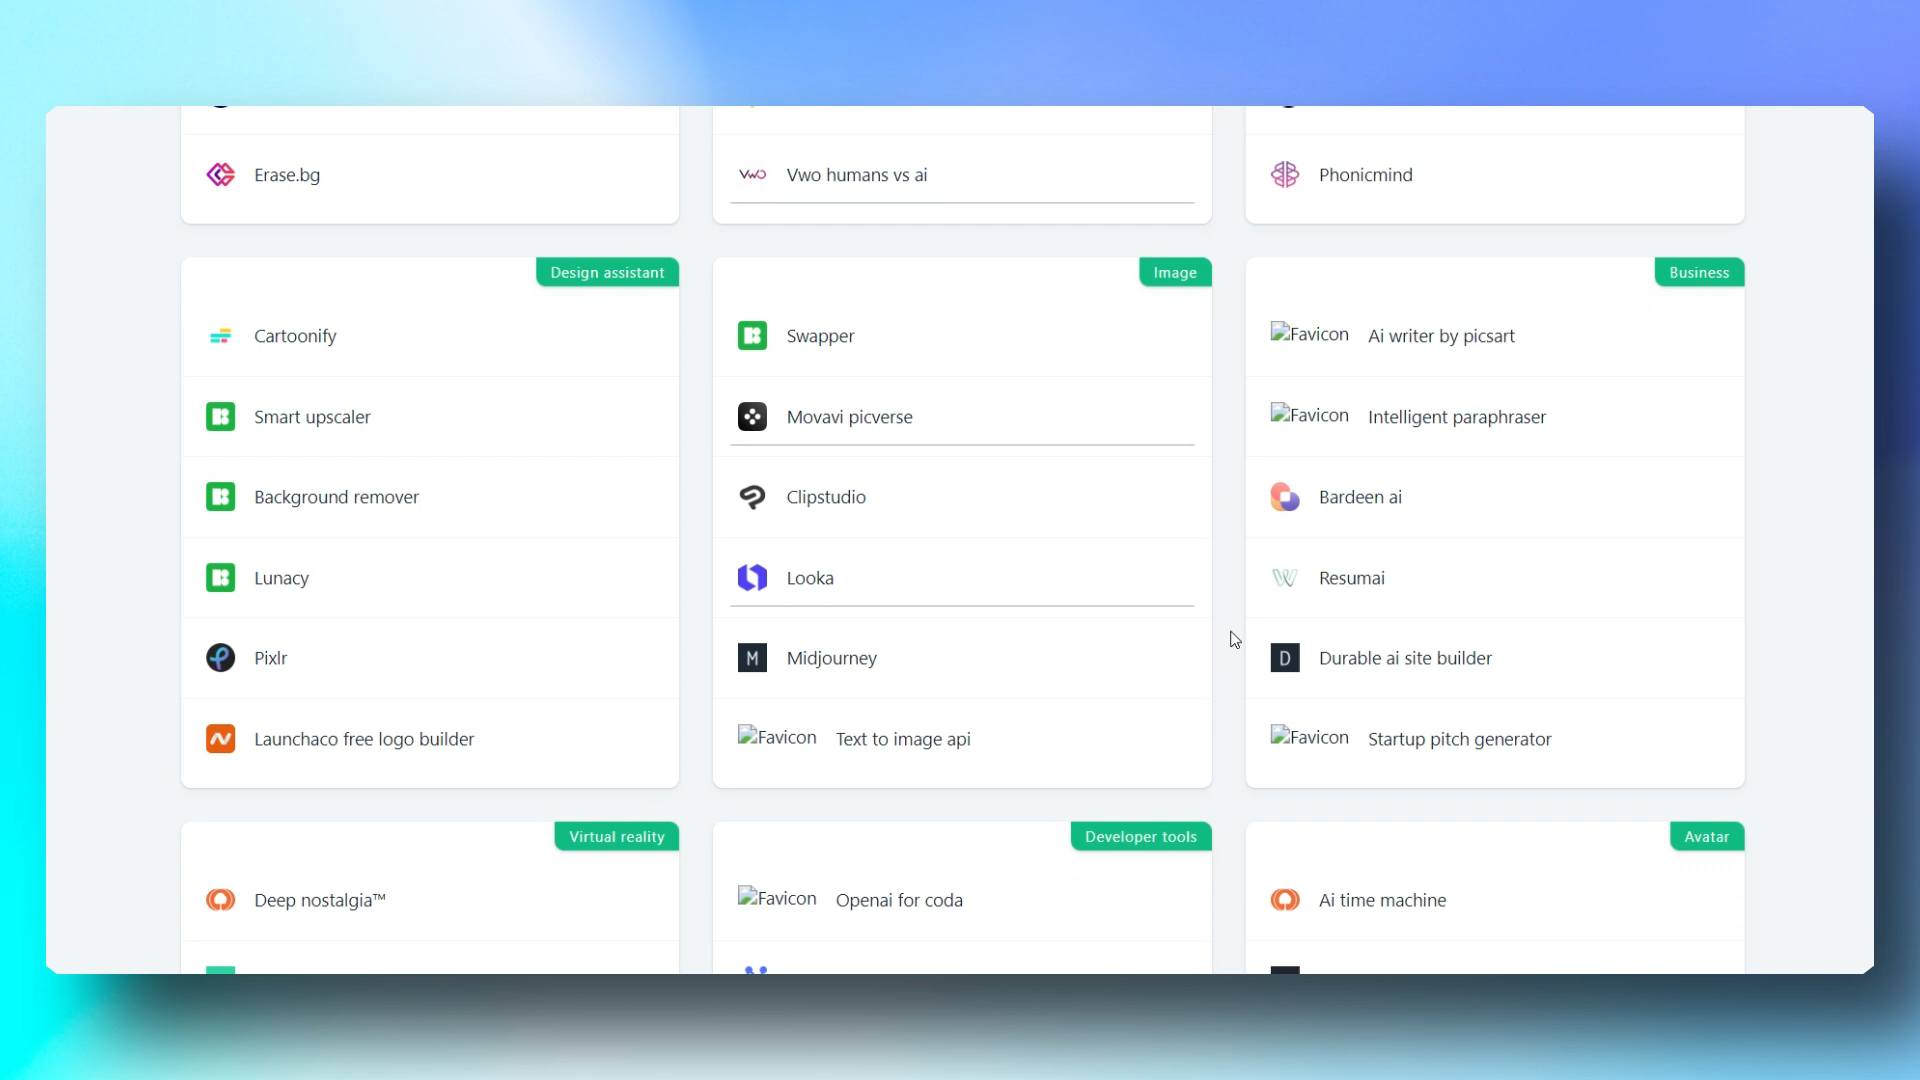 Erase.bg
Vwo Vwo humans vs ai
Phonicmind
Design assistant
Cartoonify
Smart upscaler
Background remover
Lunacy
Pixlr
Launchaco free logo builder
Image
Swapper
Movavi picverse
Clipstudio
Looka
M Midjourney
Favicon Text to image api
Business
Favicon Ai writer by picsart
Favicon Intelligent paraphraser
Bardeen ai
Resumai
D Durable ai site builder
Favicon Startup pitch generator
Virtual reality
Deep nostalgia™
Developer tools
Favicon Openai for coda
Avatar
Ai time machine